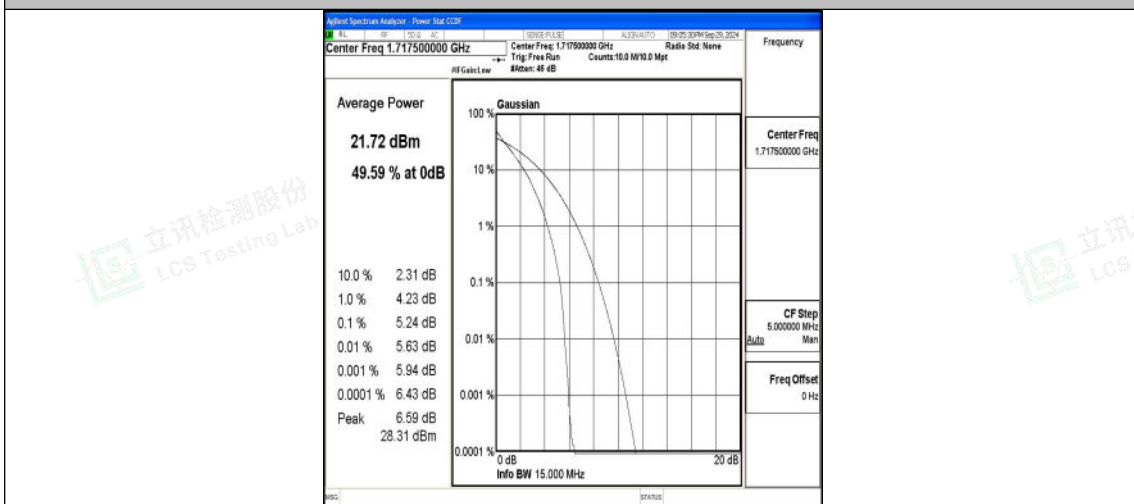 Agilent Spectrum Analyzer - Power Stat CCDF
RL RF 50 Ω AC SENSE:PULSE ALIGNAUTO 09:05:30PM Sep 29, 2024
Center Freq 1.717500000 GHz
Center Freq: 1.717500000 GHz Radio Std: None
Trig: Free Run Counts:10.0 M/10.0 Mpt
#IFGain:Low #Atten: 46 dB
Frequency
Average Power
21.72 dBm
49.59 % at 0dB
10.0 % 2.31 dB
1.0 % 4.23 dB
0.1 % 5.24 dB
0.01 % 5.63 dB
0.001 % 5.94 dB
0.0001 % 6.43 dB
Peak 6.59 dB
28.31 dBm
Gaussian
100 %
10 %
1 %
0.1 %
0.01 %
0.001 %
0.0001 %
0 dB 20 dB
Info BW 15.000 MHz
Center Freq
1.717500000 GHz
CF Step
5.000000 MHz
Auto Man
Freq Offset
0 Hz
MSG STATUS
立讯检测股份
LCS Testing Lab
立讯
LCS